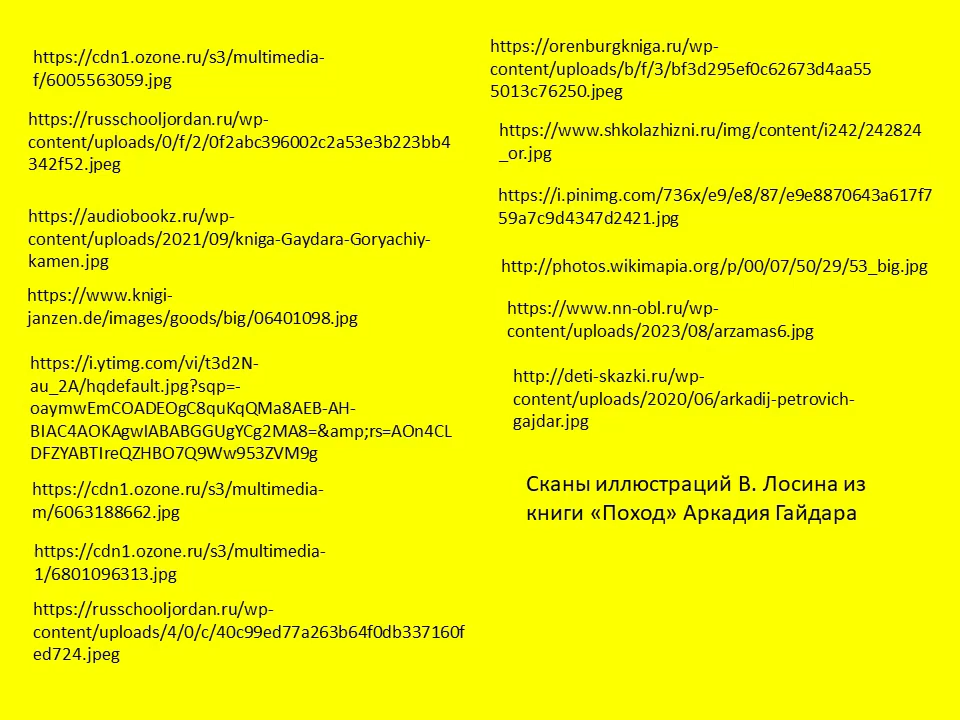 https://cdn1.ozone.ru/s3/multimedia-
f/6005563059.jpg
https://russchooljordan.ru/wp-
content/uploads/0/f/2/0f2abc396002c2a53e3b223bb4
342f52.jpeg
https://audiobookz.ru/wp-
content/uploads/2021/09/kniga-Gaydara-Goryachiy-
kamen.jpg
https://www.knigi-
janzen.de/images/goods/big/06401098.jpg
https://i.ytimg.com/vi/t3d2N-
au_2A/hqdefault.jpg?sqp=-
oaymwEmCOADEOgC8quKqQMa8AEB-AH-
BIAC4AOKAgwIABABGGUgYCg2MA8=&amp;rs=AOn4CL
DFZYABTIreQZHBO7Q9Ww953ZVM9g
https://cdn1.ozone.ru/s3/multimedia-
m/6063188662.jpg
https://cdn1.ozone.ru/s3/multimedia-
1/6801096313.jpg
https://russchooljordan.ru/wp-
content/uploads/4/0/c/40c99ed77a263b64f0db337160f
ed724.jpeg
https://orenburgkniga.ru/wp-
content/uploads/b/f/3/bf3d295ef0c62673d4aa55
5013c76250.jpeg
https://www.shkolazhizni.ru/img/content/i242/242824
_or.jpg
https://i.pinimg.com/736x/e9/e8/87/e9e8870643a617f7
59a7c9d4347d2421.jpg
http://photos.wikimapia.org/p/00/07/50/29/53_big.jpg
https://www.nn-obl.ru/wp-
content/uploads/2023/08/arzamas6.jpg
http://deti-skazki.ru/wp-
content/uploads/2020/06/arkadij-petrovich-
gajdar.jpg
Сканы иллюстраций В. Лосина из
книги «Поход» Аркадия Гайдара